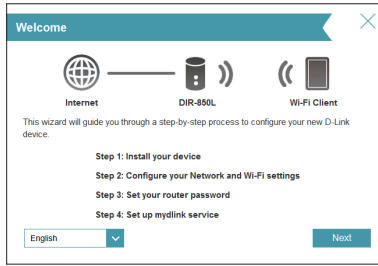 Welcome
Internet
DIR-850L
Wi-Fi Client
This wizard will guide you through a step-by-step process to configure your new D-Link
device.
Step 1: Install your device
Step 2: Configure your Network and Wi-Fi settings
Step 3: Set your router password
Step 4: Set up mydlink service
English
Next